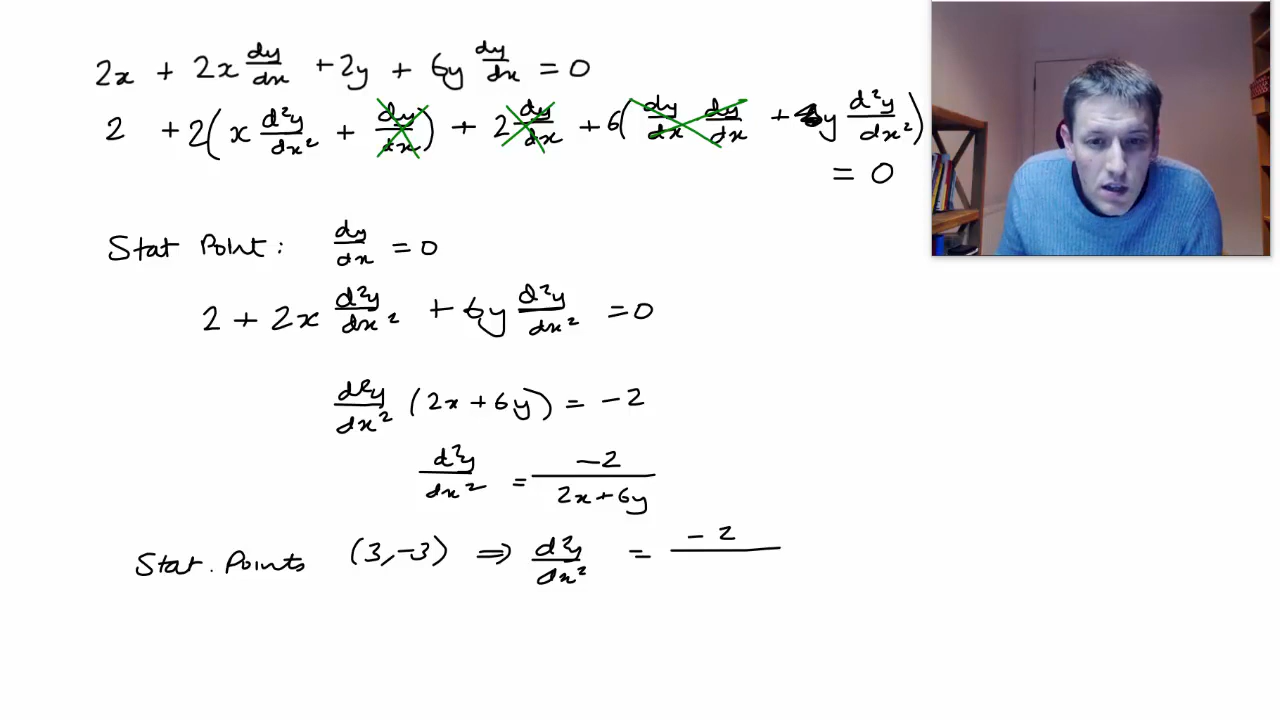 2x + 2x dy/dx + 2y + 6y dy/dx = 0
2 + 2(x d²y/dx² + dy/dx) + 2 dy/dx + 6(dy/dx dy/dx + y d²y/dx²)
= 0
Stat Point: dy/dx = 0
2 + 2x d²y/dx² + 6y d²y/dx² = 0
d²y/dx² (2x + 6y) = -2
d²y/dx² = -2/(2x+6y)
Stat. Points (3,-3) ⇒ d²y/dx² = -2/